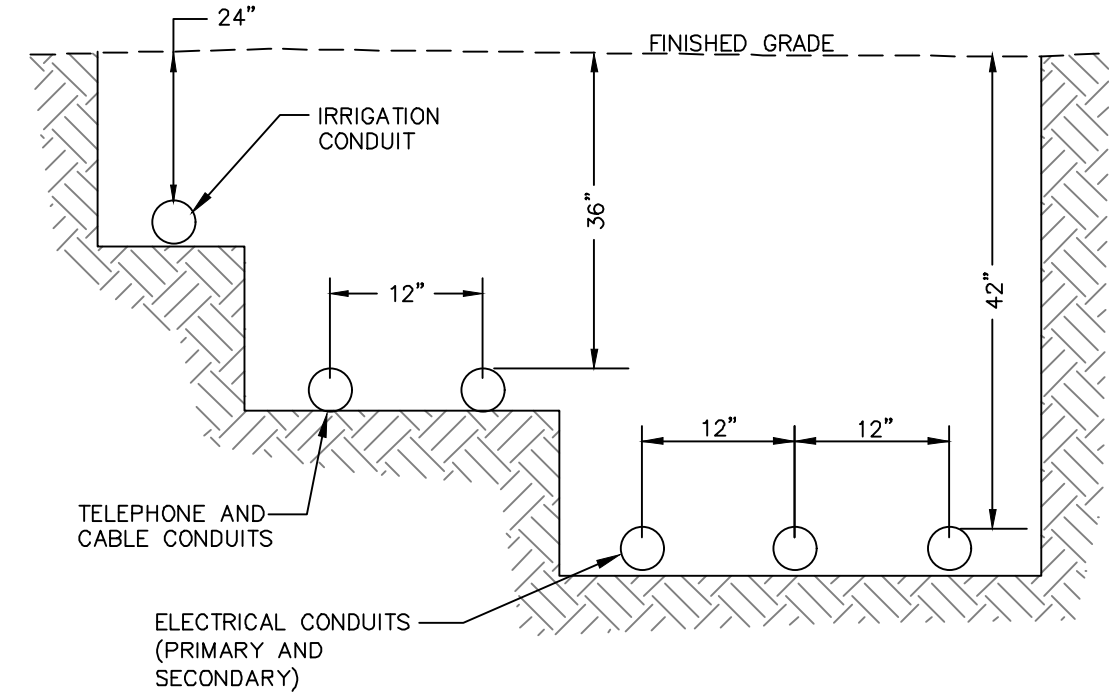 24"
FINISHED GRADE
IRRIGATION
CONDUIT
36"
42"
12"
12"
12"
TELEPHONE AND
CABLE CONDUITS
ELECTRICAL CONDUITS
(PRIMARY AND
SECONDARY)